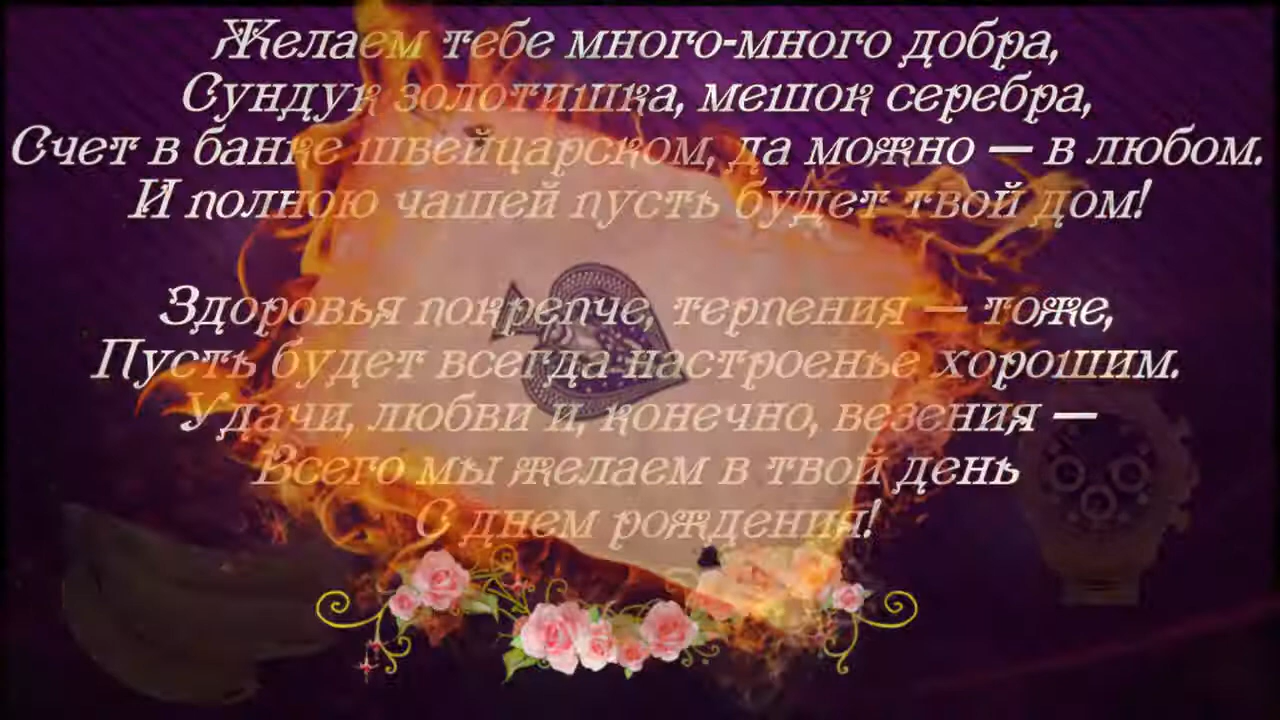 Желаем тебе много-много добра,
Сундук золотишка, мешок серебра,
Счет в банке швейцарском, да можно — в любом.
И полною чашей пусть будет твой дом!
Здоровья покрепче, терпения — тоже,
Пусть будет всегда настроенье хорошим.
Удачи, любви и, конечно, везения —
Всего мы желаем в твой день
С днем рождения!